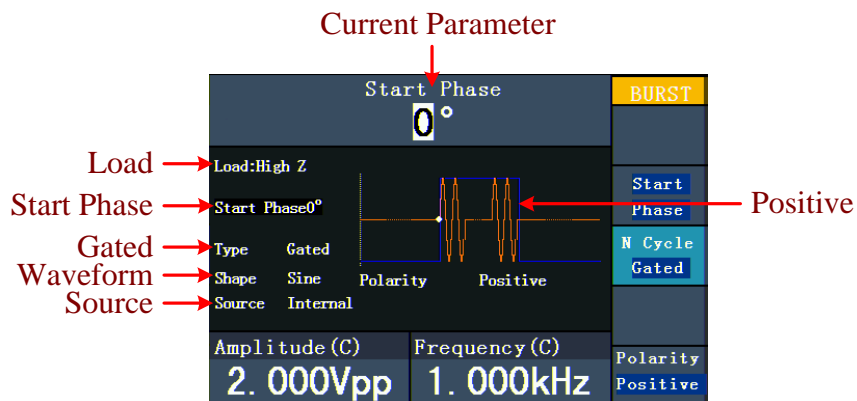 Current Parameter
Start Phase
0°
BURST
Load
Load:High Z
Start Phase
Start Phase0°
Gated
Type Gated
Waveform
Shape Sine
Source
Source Internal
Polarity Positive
Positive
Start
Phase
N Cycle
Gated
Polarity
Positive
Amplitude(C)
2.000Vpp
Frequency(C)
1.000kHz